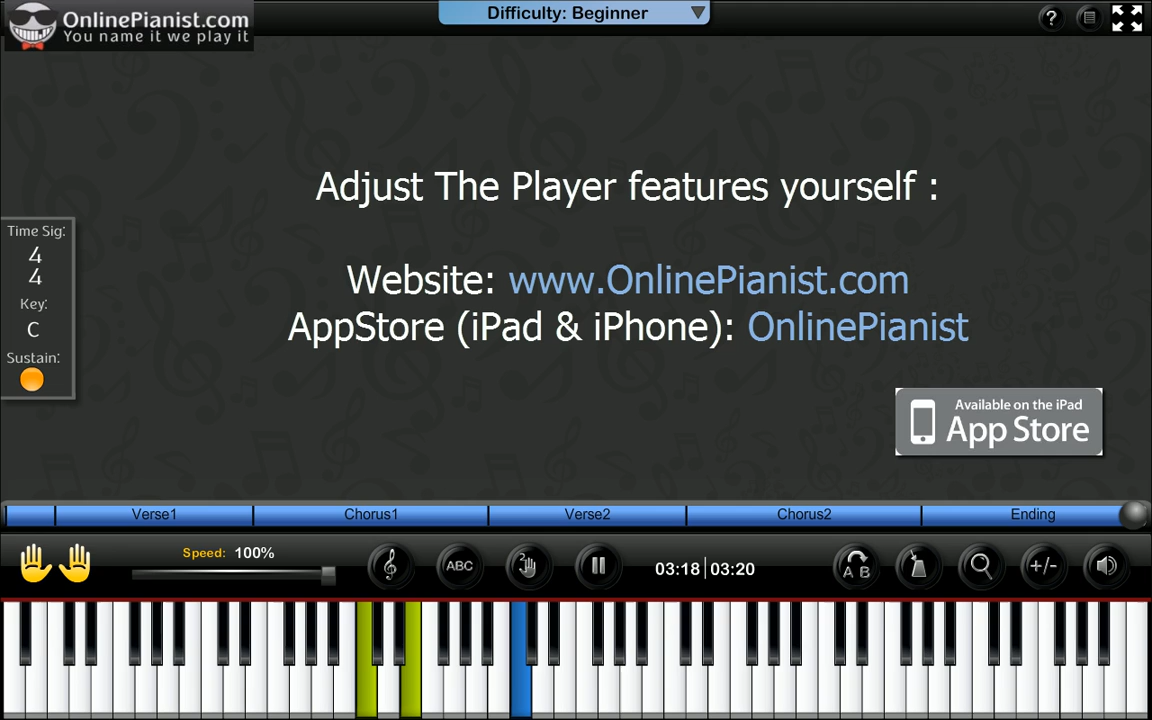 OnlinePianist.com
You name it we play it
Difficulty: Beginner
?
Adjust The Player features yourself :
Time Sig:
4
4
Key:
C
Sustain:
Website: www.OnlinePianist.com
AppStore (iPad & iPhone): OnlinePianist
Available on the iPad
App Store
Verse1 Chorus1 Verse2 Chorus2 Ending
Speed: 100%
ABC
2
03:18 | 03:20
A B
+/-